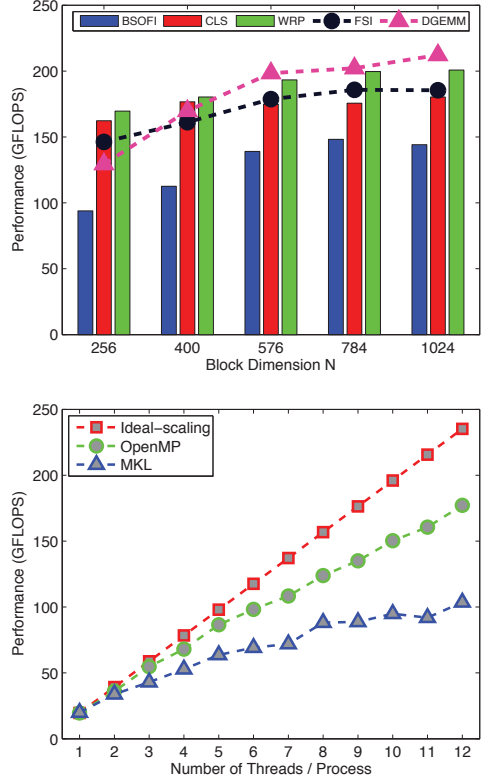 BSOFI CLS WRP FSI DGEMM
250
200
150
100
50
0
Performance (GFLOPS)
256 400 576 784 1024
Block Dimension N
Ideal-scaling
OpenMP
MKL
250
200
150
100
50
0
Performance (GFLOPS)
1 2 3 4 5 6 7 8 9 10 11 12
Number of Threads / Process